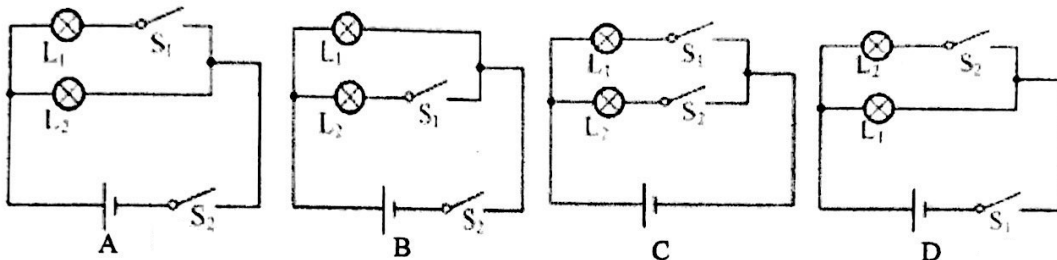 L₁ S₁
L₂
S₂
A
L₁
L₂ S₁
S₂
B
L₁ S₁
L₂ S₂
C
L₂ S₂
L₁
S₁
D